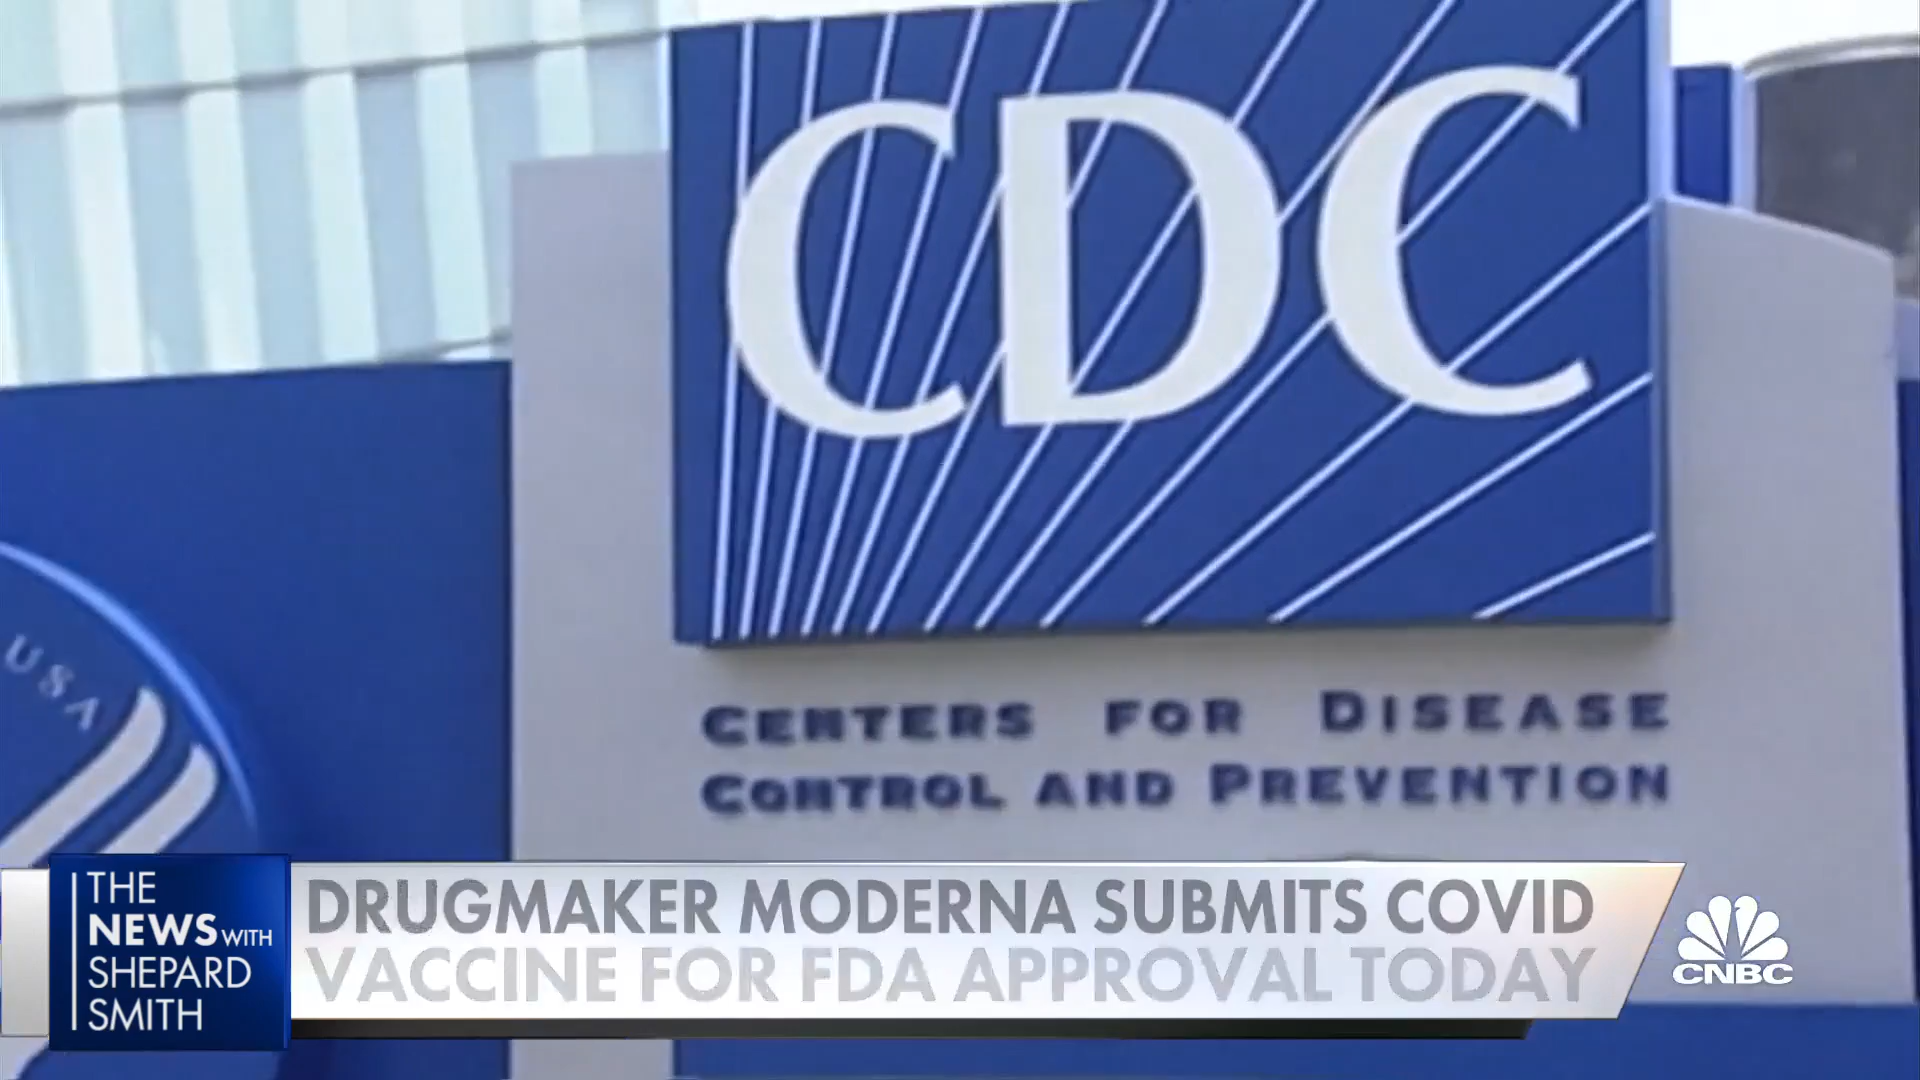 CDC
CENTERS FOR DISEASE
CONTROL AND PREVENTION
USA
THE
NEWS WITH
SHEPARD
SMITH
DRUGMAKER MODERNA SUBMITS COVID
VACCINE FOR FDA APPROVAL TODAY
CNBC